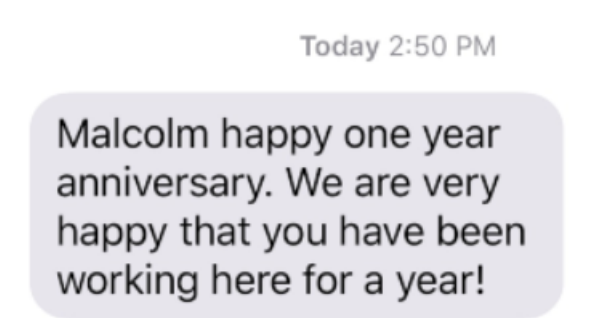 Today 2:50 PM
Malcolm happy one year
anniversary. We are very
happy that you have been
working here for a year!